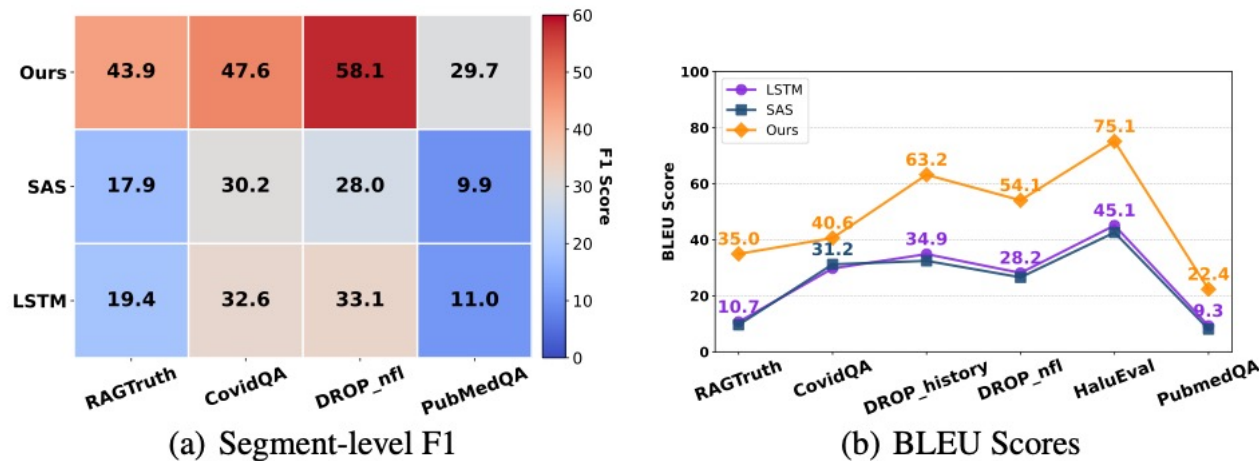 Ours
43.9 47.6 58.1 29.7
SAS
17.9 30.2 28.0 9.9
LSTM
19.4 32.6 33.1 11.0
RAGTruth CovidQA DROP_nfl PubMedQA
60
50
40
30
20
10
0
F1 Score
(a) Segment-level F1
BLEU Score
100
80
60
40
20
0
LSTM
SAS
Ours
35.0 40.6 63.2 54.1 75.1 22.4
10.7 31.2 34.9 28.2 45.1 9.3
RAGTruth CovidQA DROP_history DROP_nfl HaluEval PubmedQA
(b) BLEU Scores